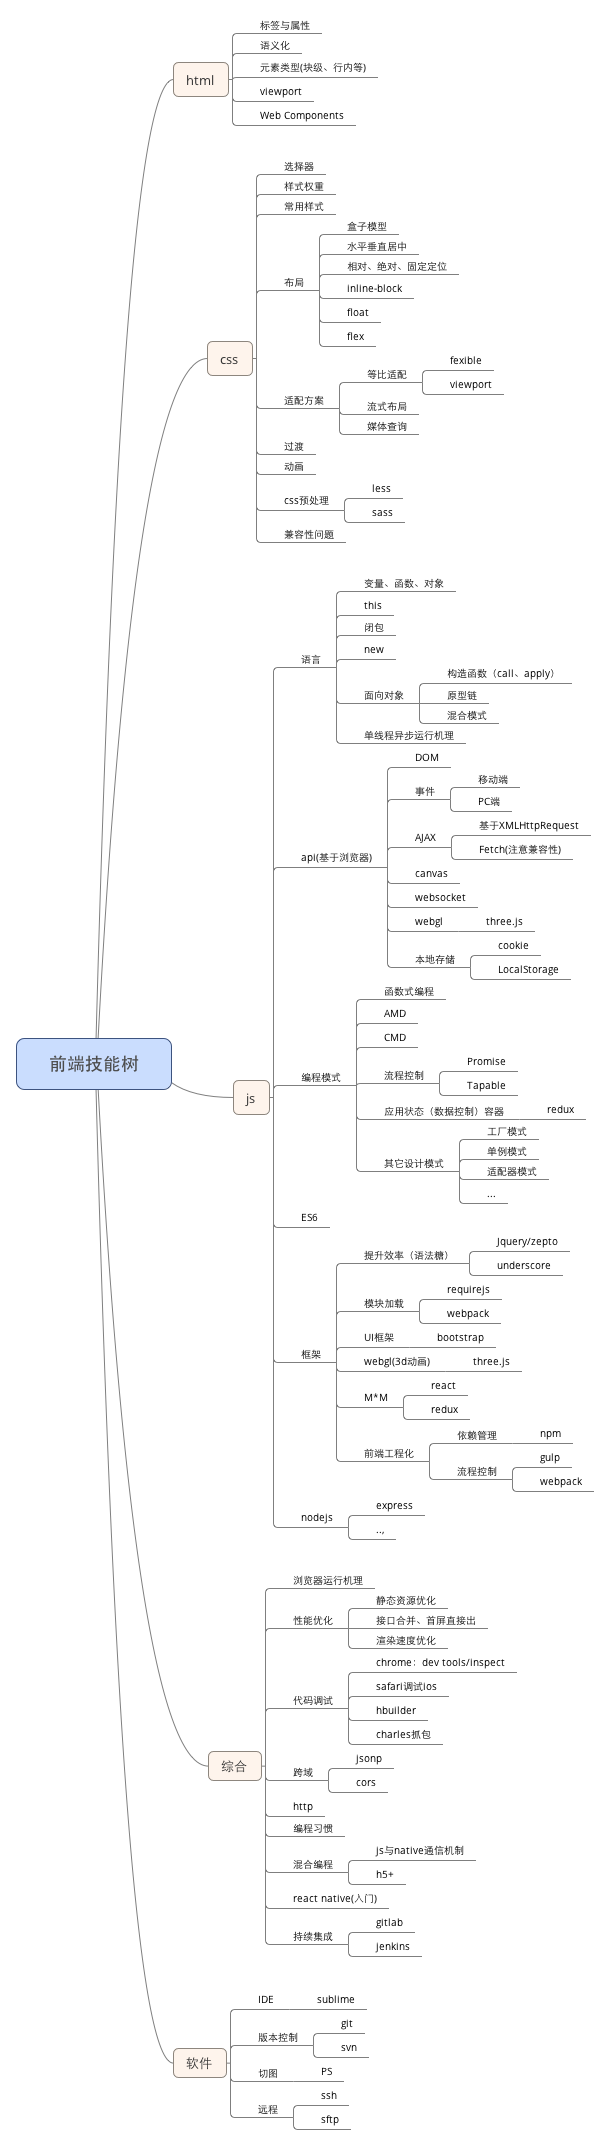 标签与属性
语义化
元素类型(块级、行内等)
html
viewport
Web Components
选择器
样式权重
常用样式
盒子模型
水平垂直居中
相对、绝对、固定定位
布局
inline-block
float
flex
css
fexible
等比适配
viewport
适配方案
流式布局
媒体查询
过渡
动画
less
css预处理
sass
兼容性问题
变量、函数、对象
this
闭包
new
语言
构造函数（call、apply）
面向对象
原型链
混合模式
单线程异步运行机理
DOM
移动端
事件
PC端
基于XMLHttpRequest
AJAX
Fetch(注意兼容性)
api(基于浏览器)
canvas
websocket
webgl
three.js
cookie
本地存储
LocalStorage
函数式编程
AMD
CMD
前端技能树
Promise
流程控制
Tapable
编程模式
js
应用状态（数据控制）容器
redux
工厂模式
单例模式
其它设计模式
适配器模式
...
ES6
Jquery/zepto
提升效率（语法糖）
underscore
requirejs
模块加载
webpack
UI框架
bootstrap
框架
webgl(3d动画)
three.js
react
M*M
redux
依赖管理
npm
前端工程化
gulp
流程控制
webpack
express
nodejs
..,
浏览器运行机理
静态资源优化
性能优化
接口合并、首屏直接出
渲染速度优化
chrome：dev tools/inspect
safari调试ios
代码调试
hbuilder
charles抓包
综合
jsonp
跨域
cors
http
编程习惯
js与native通信机制
混合编程
h5+
react native(入门)
gitlab
持续集成
jenkins
IDE
sublime
git
版本控制
svn
软件
切图
PS
ssh
远程
sftp